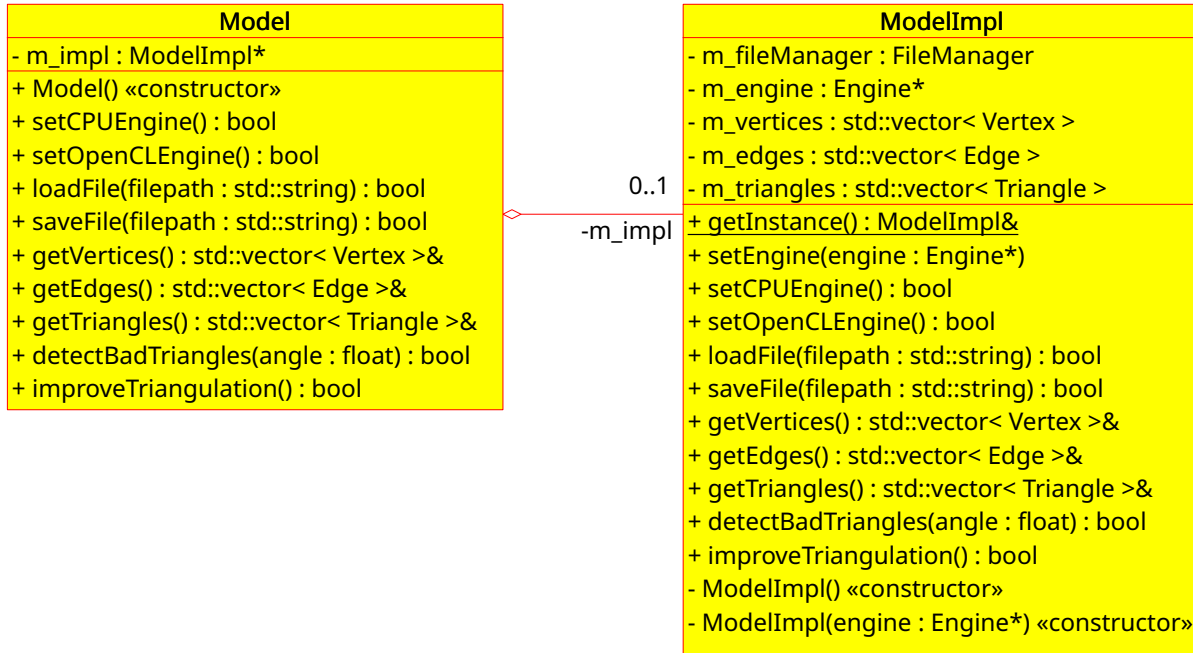 Model
- m_impl : ModelImpl*
+ Model() «constructor»
+ setCPUEngine() : bool
+ setOpenCLEngine() : bool
+ loadFile(filepath : std::string) : bool
+ saveFile(filepath : std::string) : bool
+ getVertices() : std::vector< Vertex >&
+ getEdges() : std::vector< Edge >&
+ getTriangles() : std::vector< Triangle >&
+ detectBadTriangles(angle : float) : bool
+ improveTriangulation() : bool
0..1
-m_impl
ModelImpl
- m_fileManager : FileManager
- m_engine : Engine*
- m_vertices : std::vector< Vertex >
- m_edges : std::vector< Edge >
- m_triangles : std::vector< Triangle >
+ getInstance() : ModelImpl&
+ setEngine(engine : Engine*)
+ setCPUEngine() : bool
+ setOpenCLEngine() : bool
+ loadFile(filepath : std::string) : bool
+ saveFile(filepath : std::string) : bool
+ getVertices() : std::vector< Vertex >&
+ getEdges() : std::vector< Edge >&
+ getTriangles() : std::vector< Triangle >&
+ detectBadTriangles(angle : float) : bool
+ improveTriangulation() : bool
- ModelImpl() «constructor»
- ModelImpl(engine : Engine*) «constructor»